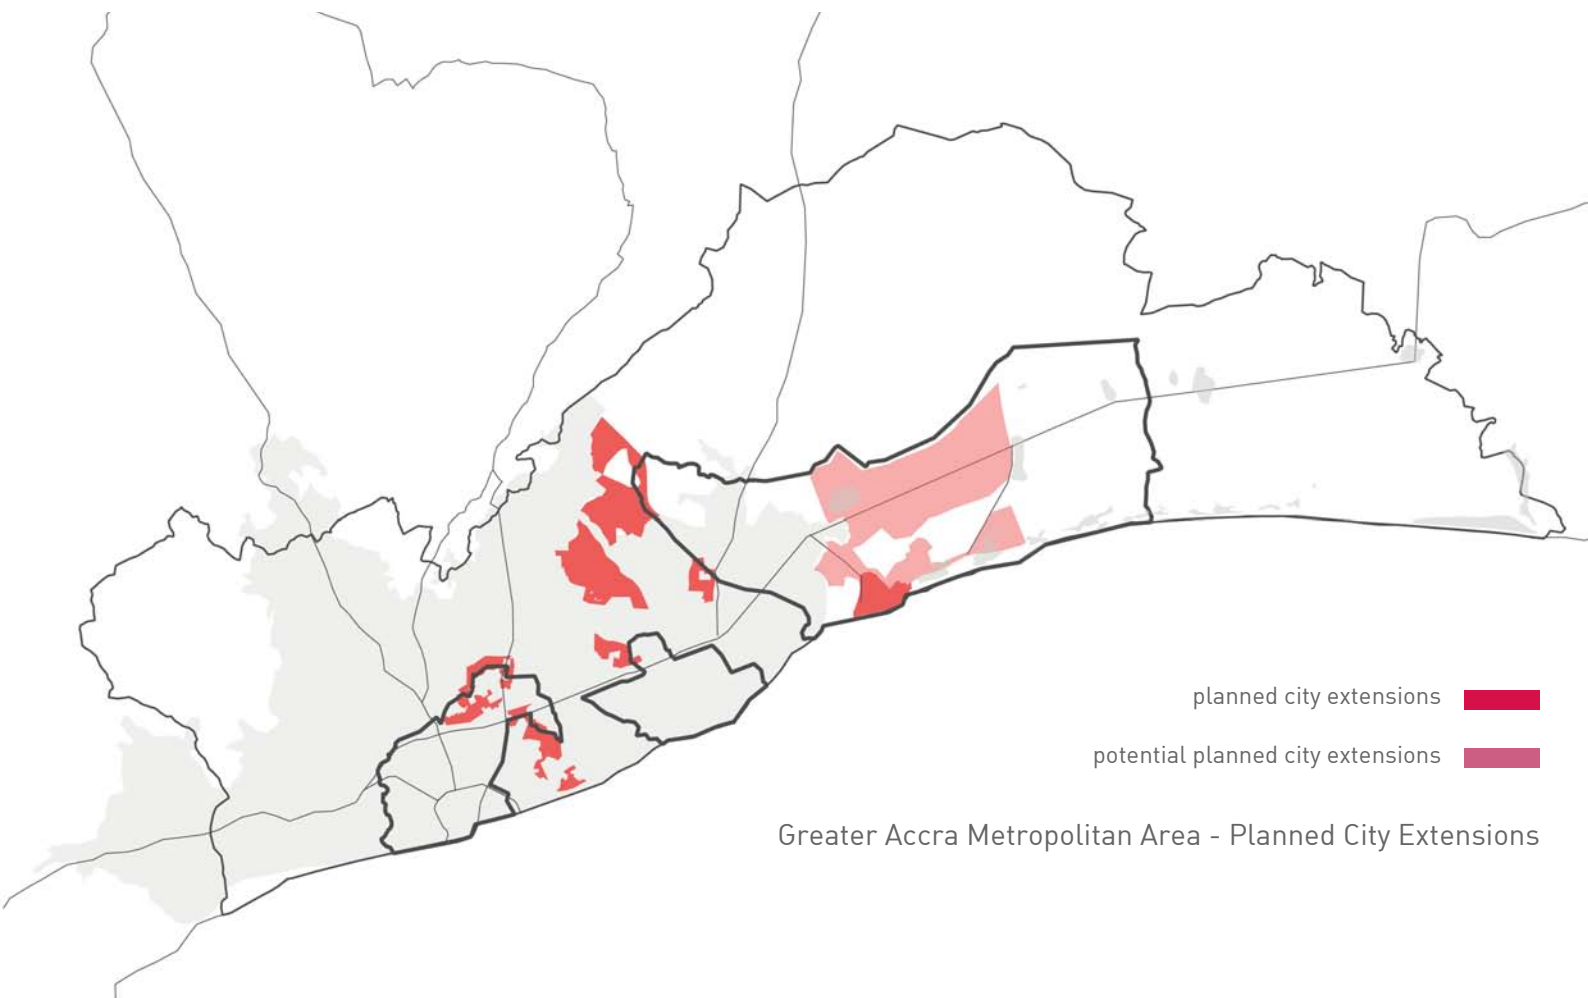 planned city extensions
potential planned city extensions
Greater Accra Metropolitan Area - Planned City Extensions